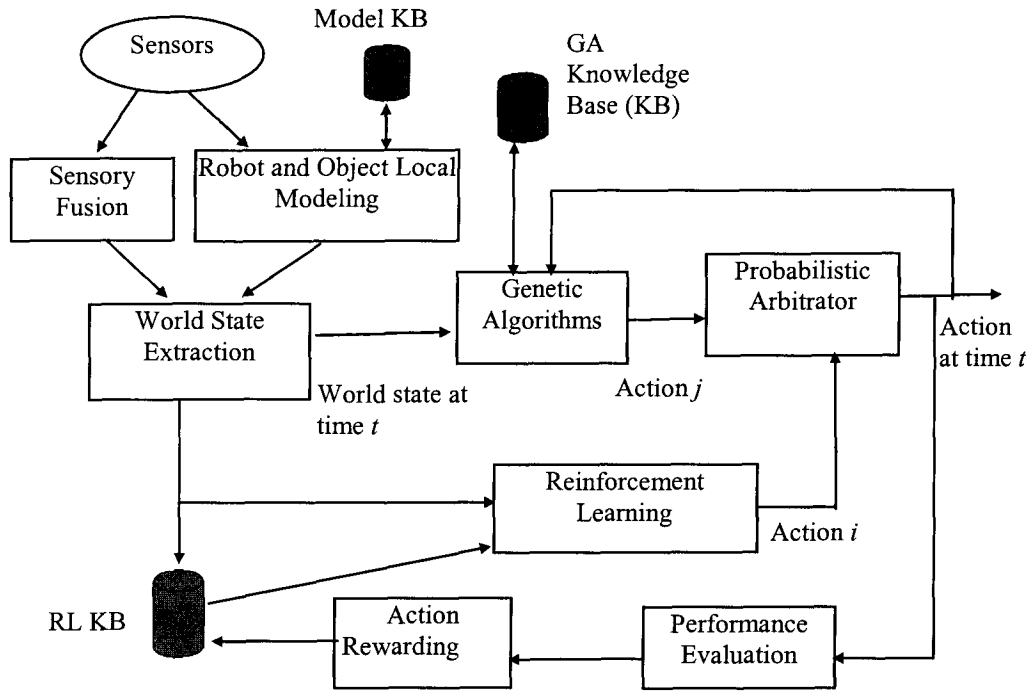 Model KB
Sensors
GA
Knowledge
Base (KB)
Sensory
Fusion
Robot and Object Local
Modeling
World State
Extraction
Genetic
Algorithms
Probabilistic
Arbitrator
Action
at time t
Action j
World state at
time t
Reinforcement
Learning
Action i
RL KB
Action
Rewarding
Performance
Evaluation